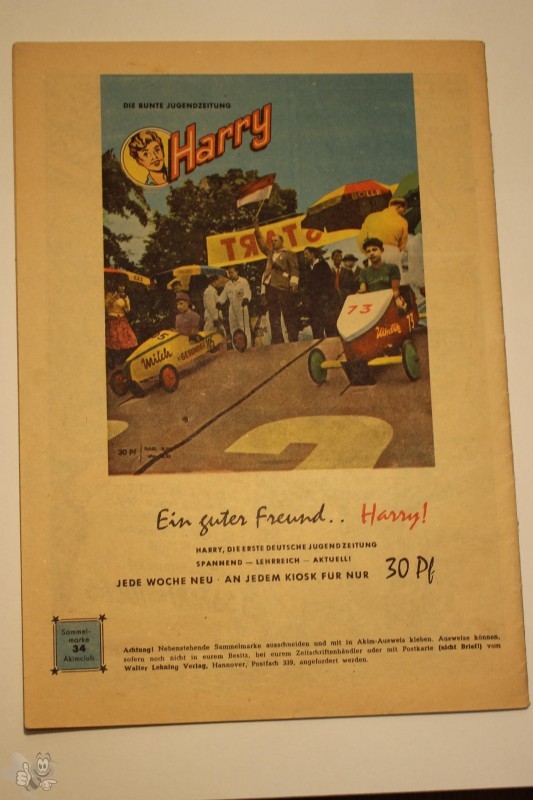 DIE BUNTE JUGENDZEITUNG
Harry
START
73
Milch
73
30 Pf
Ein guter Freund.. Harry!
HARRY, DIE ERSTE DEUTSCHE JUGENDZEITUNG
SPANNEND — LEHRREICH — AKTUELL!
JEDE WOCHE NEU · AN JEDEM KIOSK FÜR NUR 30 Pf
Sammel-
marke
34
Akimclub
Achtung! Nebenstehende Sammelmarke ausschneiden und mit in Akim-Ausweis kleben. Ausweise können,
sofern noch nicht in eurem Besitz, bei eurem Zeitschriftenhändler oder mit Postkarte (nicht Brief!) vom
Walter Lehning Verlag, Hannover, Postfach 339, angefordert werden.